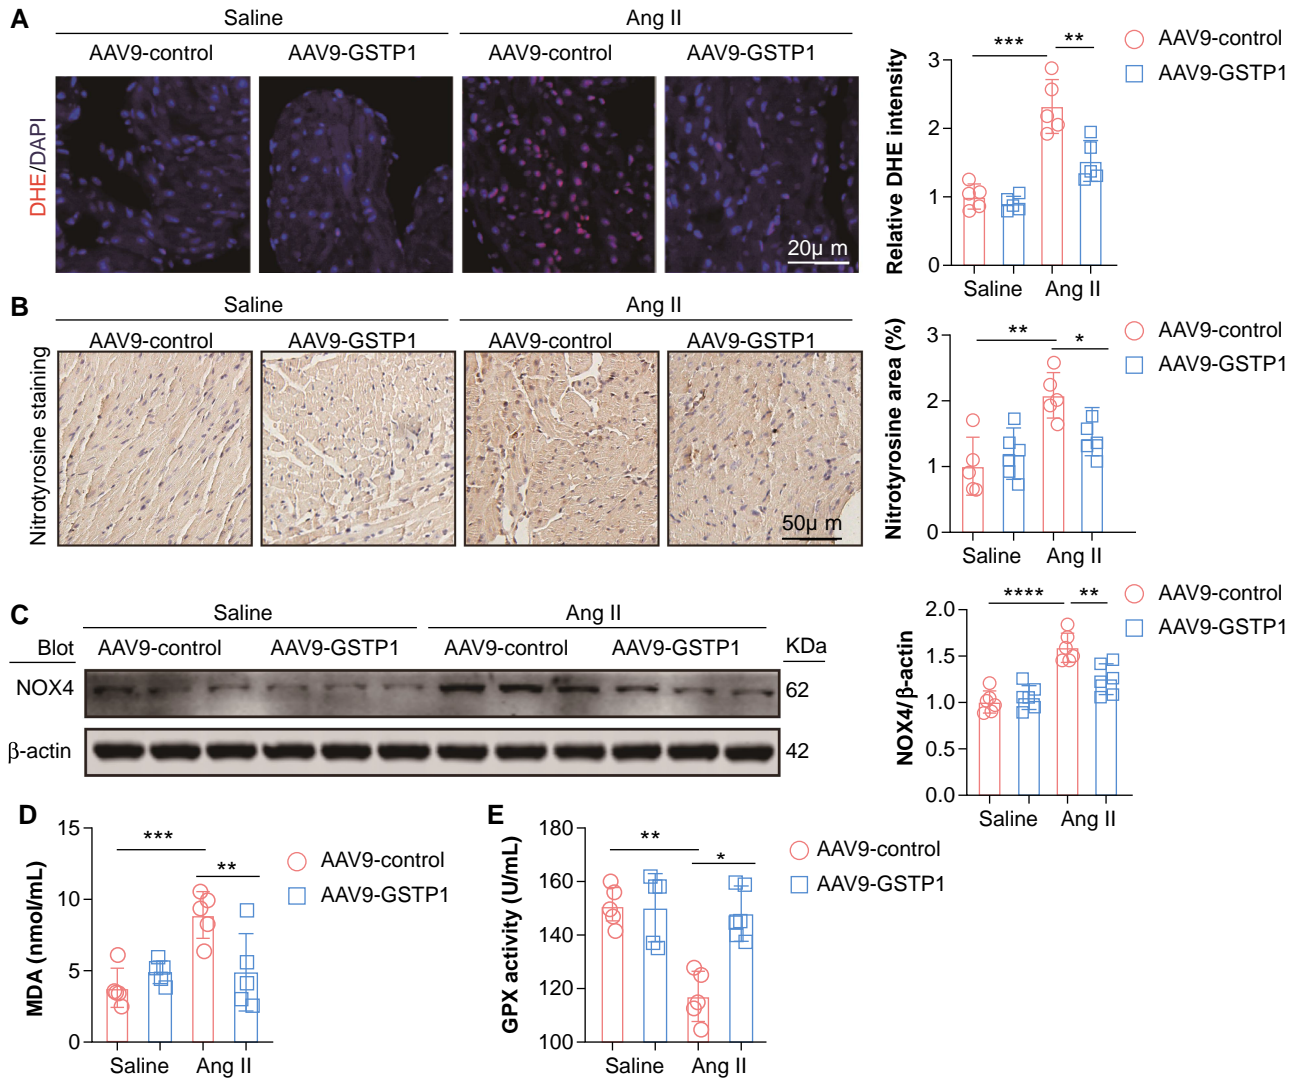 A
Saline
Ang II
AAV9-control
AAV9-GSTP1
AAV9-control
AAV9-GSTP1
DHE/DAPI
20μ m
Relative DHE intensity
3
2
1
0
***
**
Saline
Ang II
AAV9-control
AAV9-GSTP1
B
Saline
Ang II
AAV9-control
AAV9-GSTP1
AAV9-control
AAV9-GSTP1
Nitrotyrosine staining
50μ m
Nitrotyrosine area (%)
3
2
1
0
**
*
Saline
Ang II
AAV9-control
AAV9-GSTP1
C
Saline
Ang II
Blot
AAV9-control
AAV9-GSTP1
AAV9-control
AAV9-GSTP1
KDa
NOX4
62
β-actin
42
NOX4/β-actin
2.0
1.5
1.0
0.5
0.0
****
**
Saline
Ang II
AAV9-control
AAV9-GSTP1
D
MDA (nmol/mL)
15
10
5
0
***
**
Saline
Ang II
AAV9-control
AAV9-GSTP1
E
GPX activity (U/mL)
180
160
140
120
100
**
*
Saline
Ang II
AAV9-control
AAV9-GSTP1